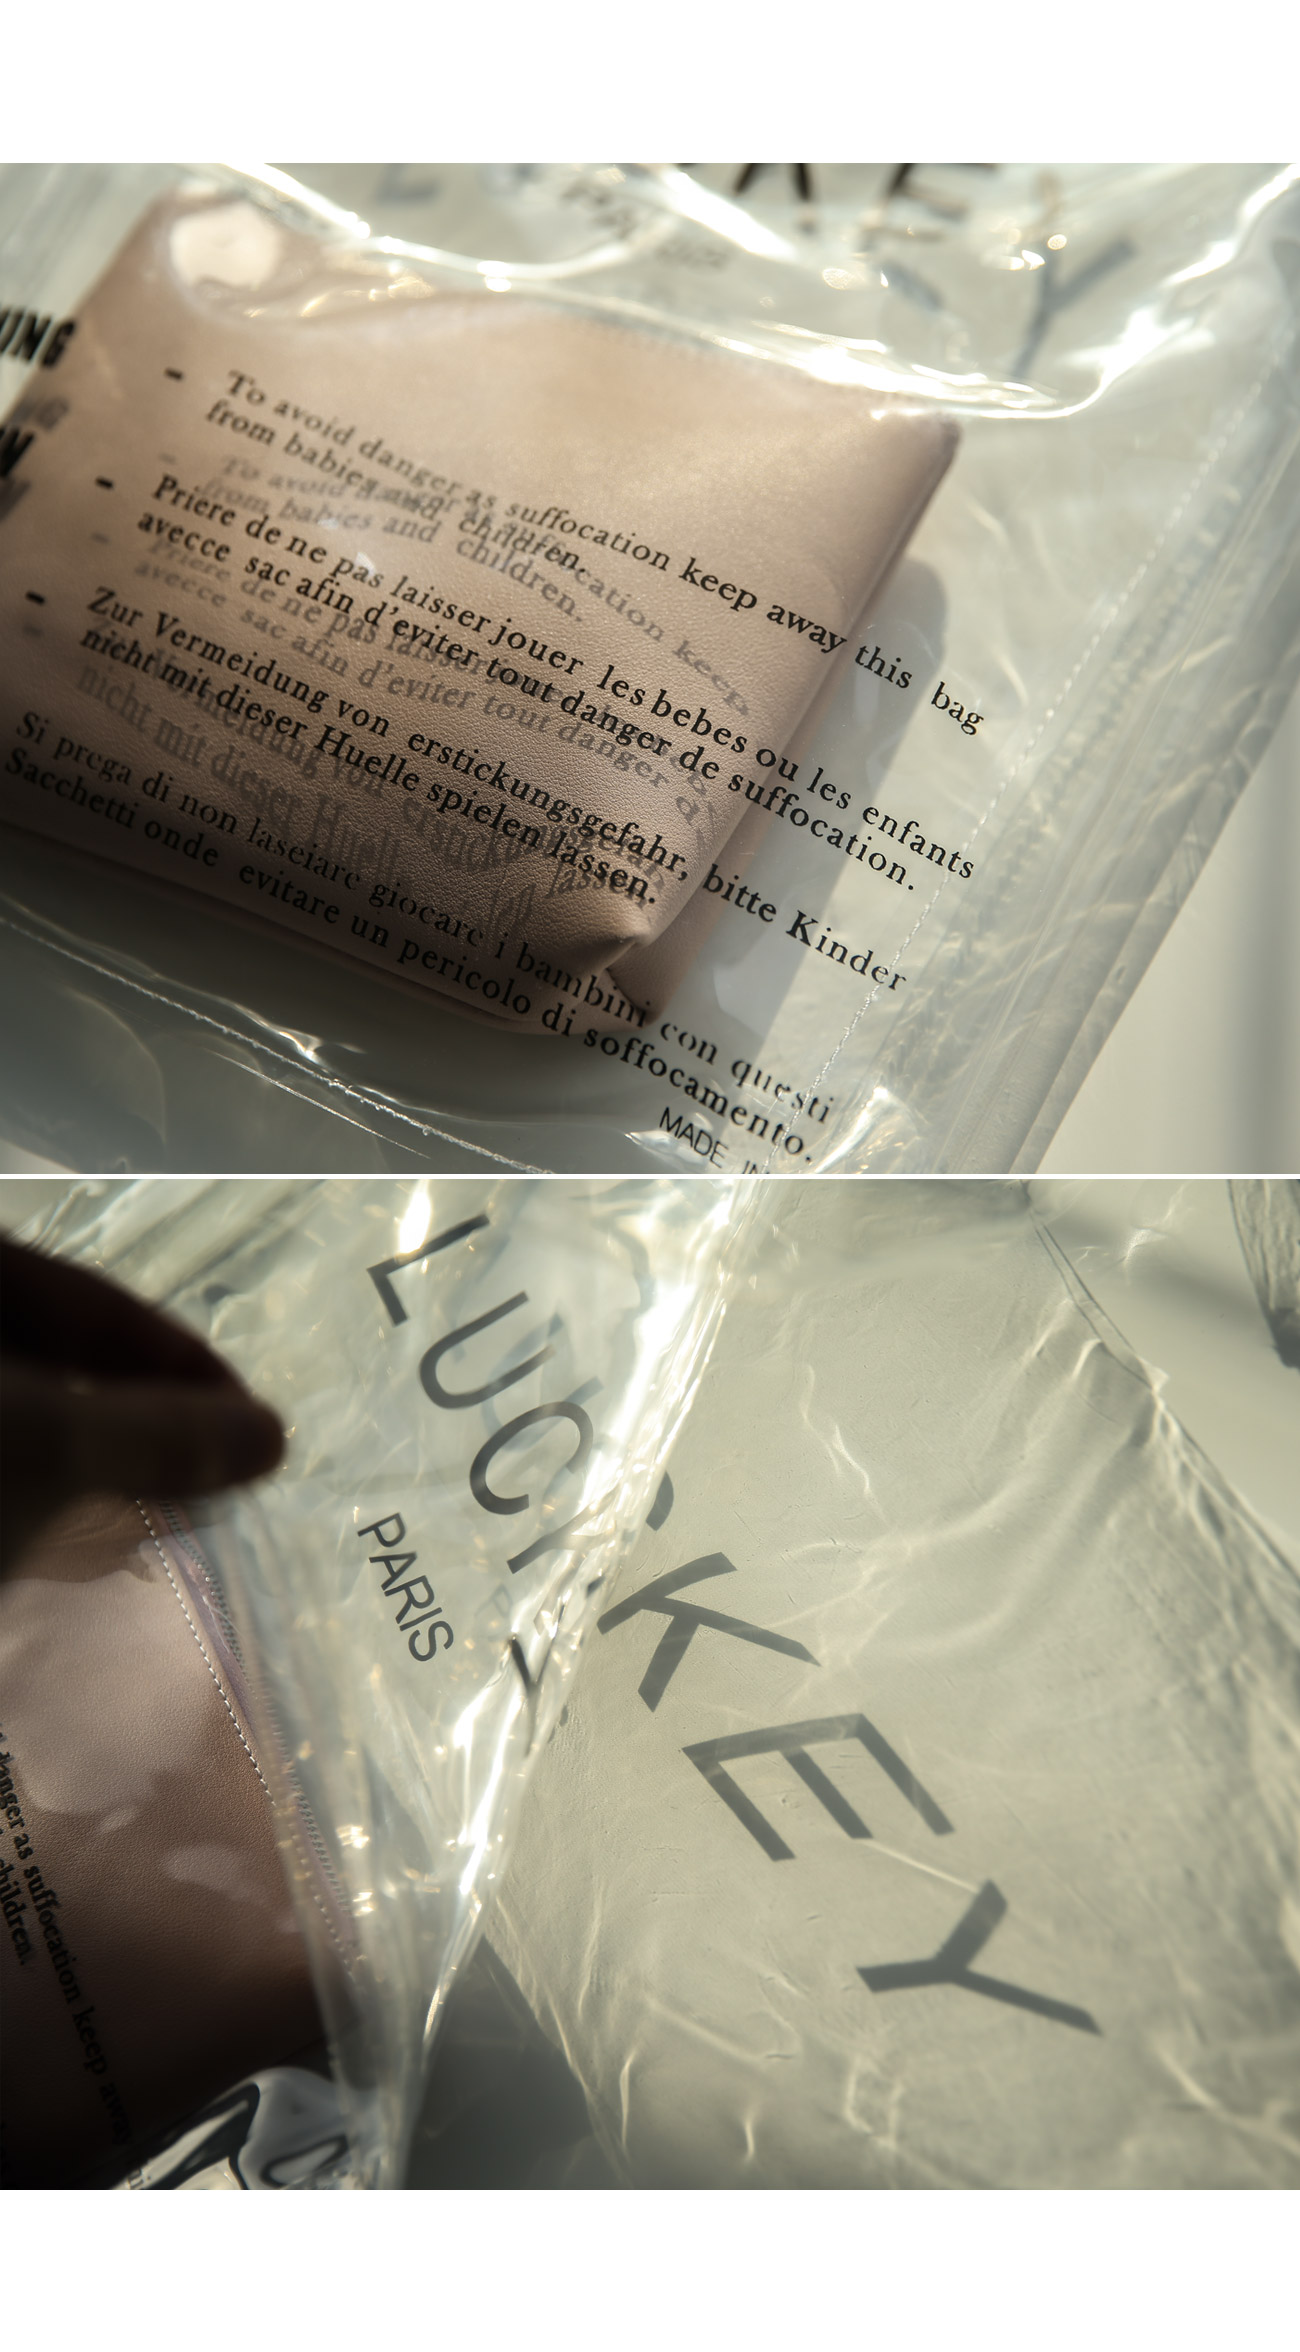 - To avoid danger as suffocation keep away this bag
from babies and children.
- Priere de ne pas laisser jouer les bebes ou les enfants
avecce sac afin d'eviter tout danger de suffocation.
- Zur Vermeidung von erstickungsgefahr, bitte Kinder
nicht mit dieser Huelle spielen lassen.
Si prega di non laseiare giocare i bambini con questi
Sacchetti onde evitare un pericolo di soffocamento.
MADE IN
LUCKEY
PARIS
danger as suffocation keep away
children.